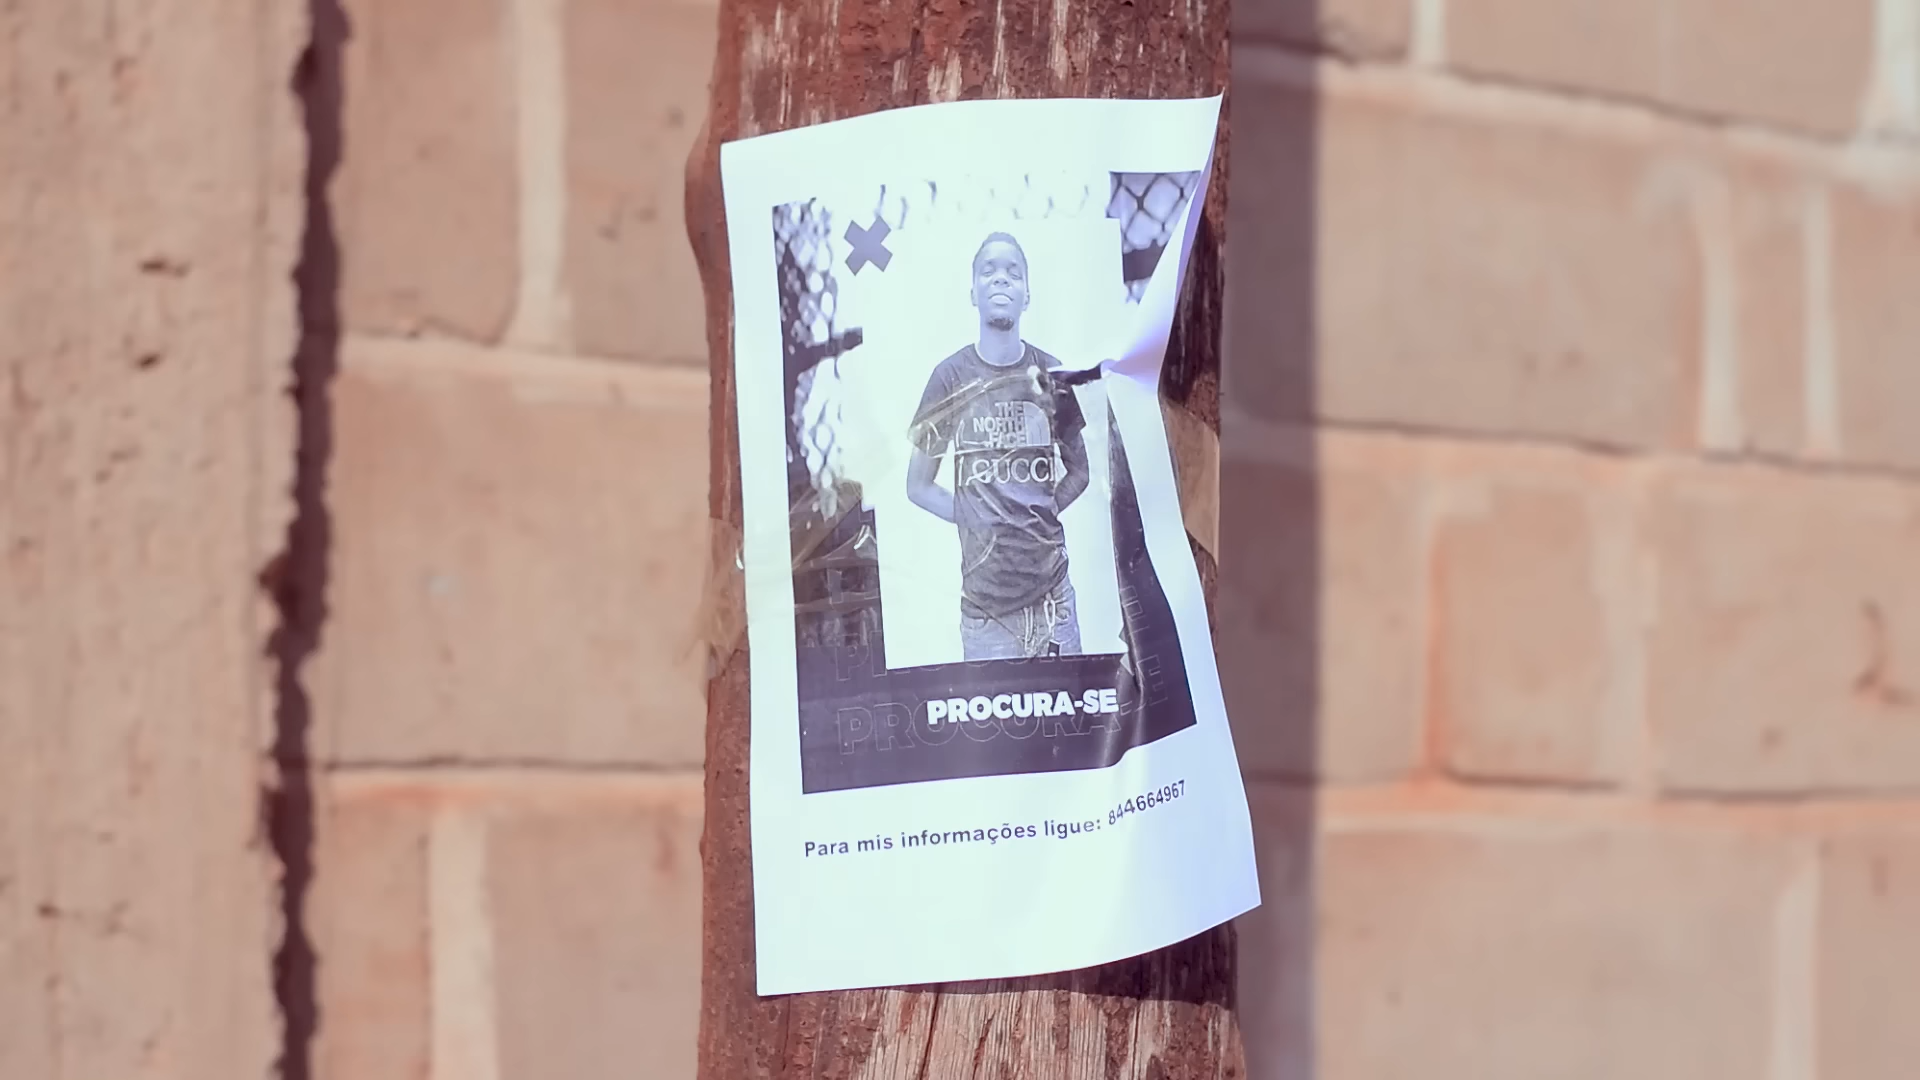 THE
NORTH
FACE
GUCCI
PROCURA-SE
PROCURA-SE
Para mis informações ligue: 844664967